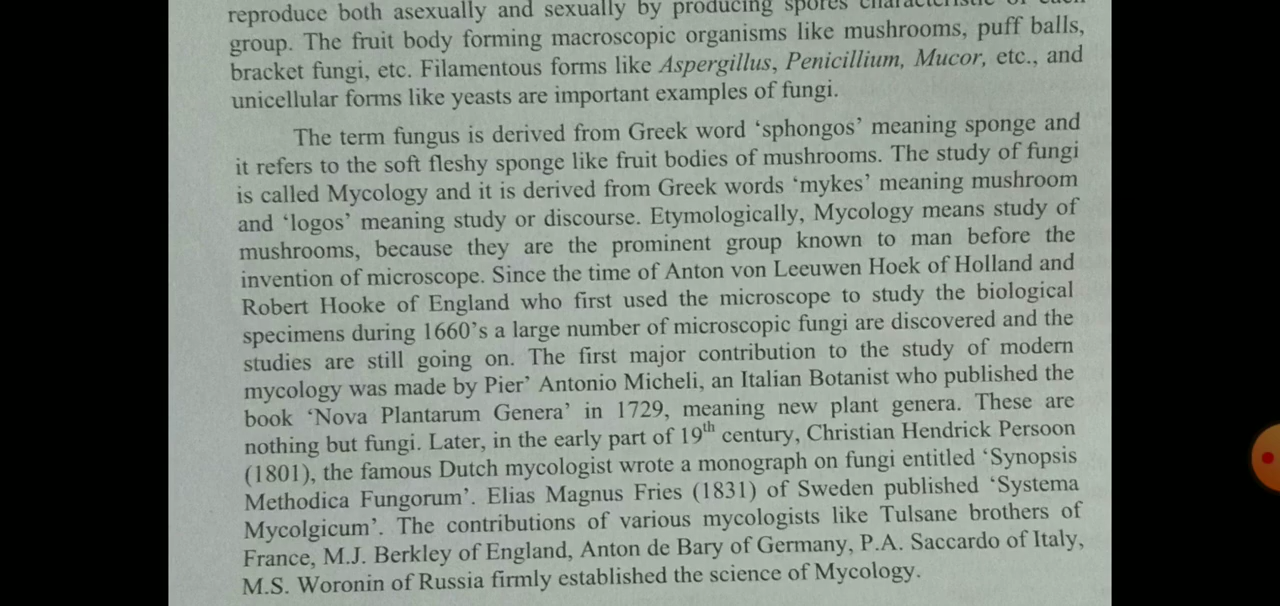 reproduce both asexually and sexually by producing spores characteristic of each
group. The fruit body forming macroscopic organisms like mushrooms, puff balls,
bracket fungi, etc. Filamentous forms like Aspergillus, Penicillium, Mucor, etc., and
unicellular forms like yeasts are important examples of fungi.
The term fungus is derived from Greek word ‘sphongos’ meaning sponge and
it refers to the soft fleshy sponge like fruit bodies of mushrooms. The study of fungi
is called Mycology and it is derived from Greek words ‘mykes’ meaning mushroom
and ‘logos’ meaning study or discourse. Etymologically, Mycology means study of
mushrooms, because they are the prominent group known to man before the
invention of microscope. Since the time of Anton von Leeuwen Hoek of Holland and
Robert Hooke of England who first used the microscope to study the biological
specimens during 1660’s a large number of microscopic fungi are discovered and the
studies are still going on. The first major contribution to the study of modern
mycology was made by Pier’ Antonio Micheli, an Italian Botanist who published the
book ‘Nova Plantarum Genera’ in 1729, meaning new plant genera. These are
nothing but fungi. Later, in the early part of 19th century, Christian Hendrick Persoon
(1801), the famous Dutch mycologist wrote a monograph on fungi entitled ‘Synopsis
Methodica Fungorum’. Elias Magnus Fries (1831) of Sweden published ‘Systema
Mycolgicum’. The contributions of various mycologists like Tulsane brothers of
France, M.J. Berkley of England, Anton de Bary of Germany, P.A. Saccardo of Italy,
M.S. Woronin of Russia firmly established the science of Mycology.